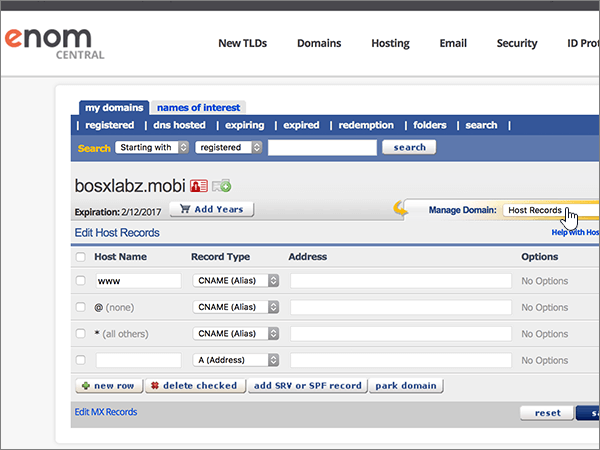 enom
CENTRAL
New TLDs Domains Hosting Email Security ID Prot
my domains names of interest
| registered | dns hosted | expiring | expired | redemption | folders | search |
Search Starting with registered search
bosxlabz.mobi
Expiration: 2/12/2017 Add Years Manage Domain: Host Records
Edit Host Records Help with Hos
Host Name Record Type Address Options
www CNAME (Alias) No Options
@ (none) CNAME (Alias) No Options
* (all others) CNAME (Alias) No Options
A (Address) No Options
new row delete checked add SRV or SPF record park domain
Edit MX Records reset sa